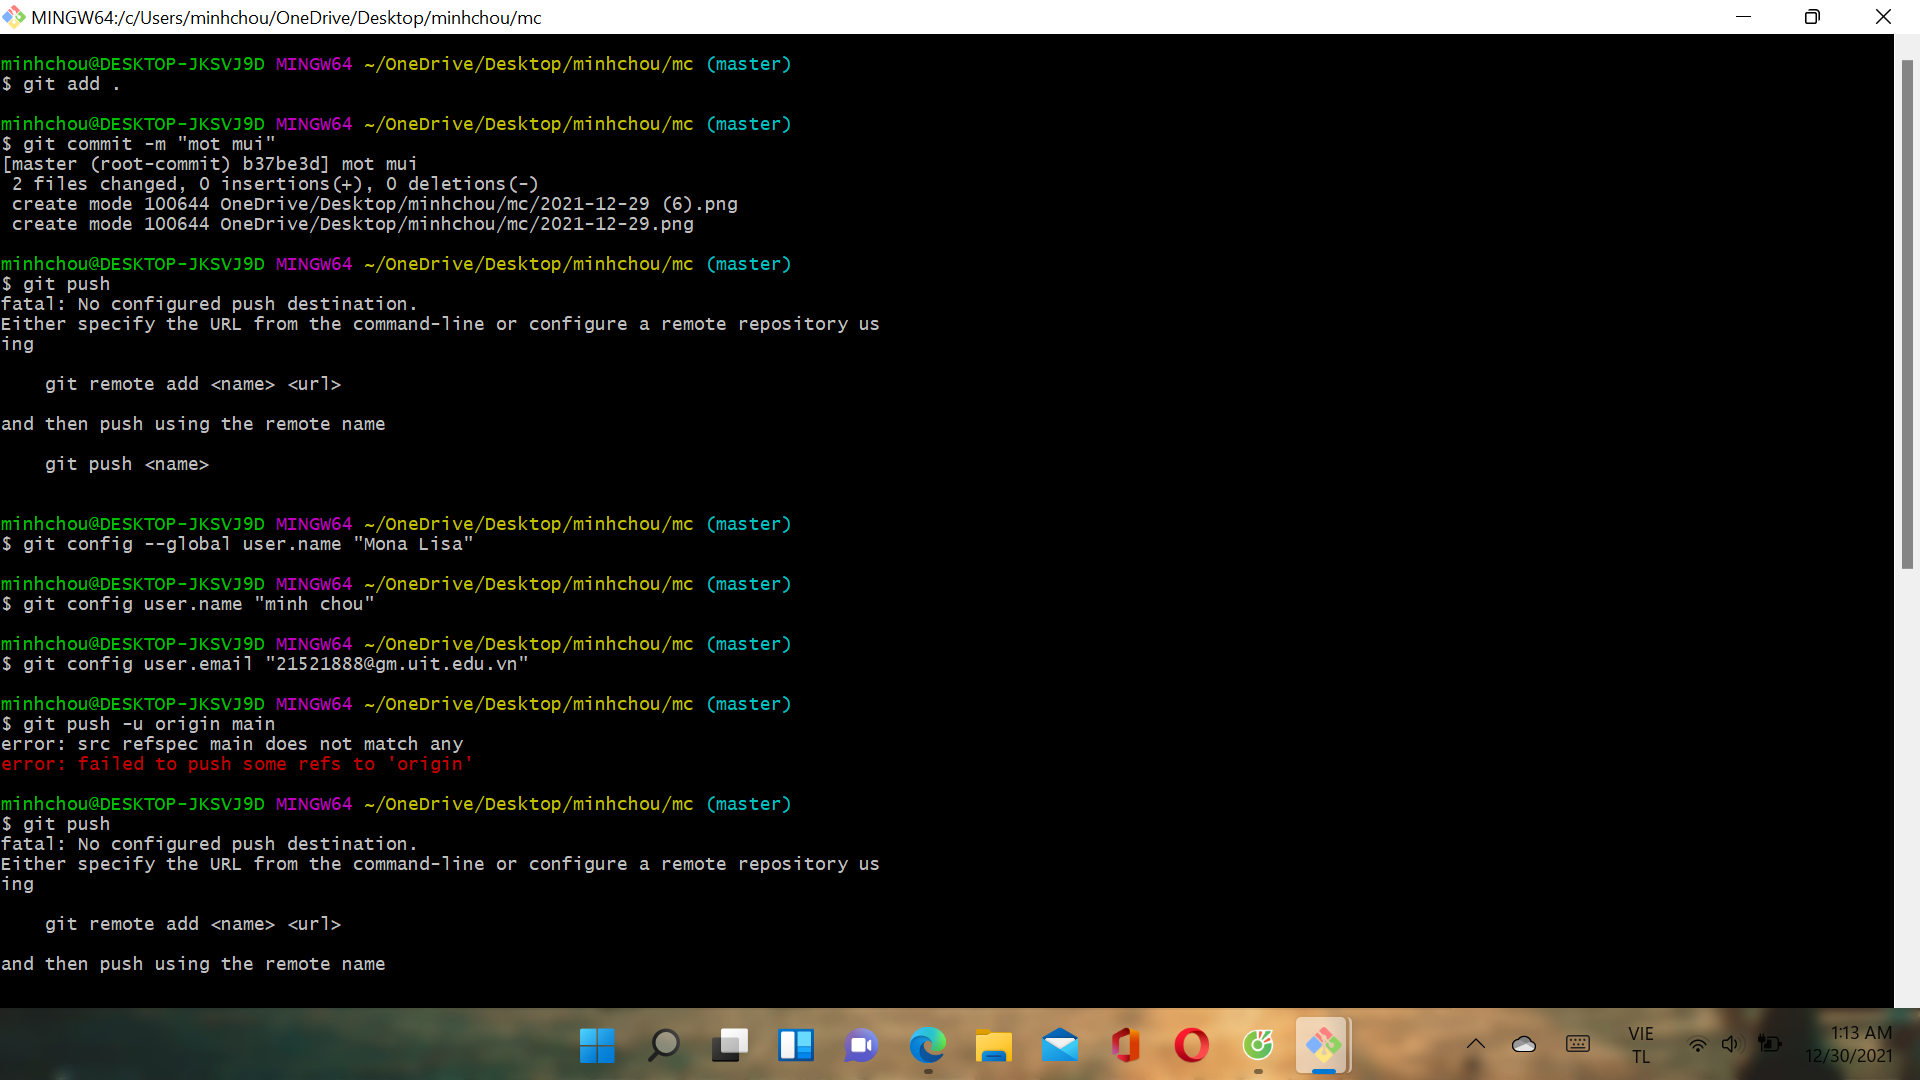 MINGW64:/c/Users/minhchou/OneDrive/Desktop/minhchou/mc
minhchou@DESKTOP-JKSVJ9D MINGW64 ~/OneDrive/Desktop/minhchou/mc (master)
$ git add .
minhchou@DESKTOP-JKSVJ9D MINGW64 ~/OneDrive/Desktop/minhchou/mc (master)
$ git commit -m "mot mui"
[master (root-commit) b37be3d] mot mui
 2 files changed, 0 insertions(+), 0 deletions(-)
 create mode 100644 OneDrive/Desktop/minhchou/mc/2021-12-29 (6).png
 create mode 100644 OneDrive/Desktop/minhchou/mc/2021-12-29.png
minhchou@DESKTOP-JKSVJ9D MINGW64 ~/OneDrive/Desktop/minhchou/mc (master)
$ git push
fatal: No configured push destination.
Either specify the URL from the command-line or configure a remote repository us
ing
    git remote add <name> <url>
and then push using the remote name
    git push <name>
minhchou@DESKTOP-JKSVJ9D MINGW64 ~/OneDrive/Desktop/minhchou/mc (master)
$ git config --global user.name "Mona Lisa"
minhchou@DESKTOP-JKSVJ9D MINGW64 ~/OneDrive/Desktop/minhchou/mc (master)
$ git config user.name "minh chou"
minhchou@DESKTOP-JKSVJ9D MINGW64 ~/OneDrive/Desktop/minhchou/mc (master)
$ git config user.email "21521888@gm.uit.edu.vn"
minhchou@DESKTOP-JKSVJ9D MINGW64 ~/OneDrive/Desktop/minhchou/mc (master)
$ git push -u origin main
error: src refspec main does not match any
error: failed to push some refs to 'origin'
minhchou@DESKTOP-JKSVJ9D MINGW64 ~/OneDrive/Desktop/minhchou/mc (master)
$ git push
fatal: No configured push destination.
Either specify the URL from the command-line or configure a remote repository us
ing
    git remote add <name> <url>
and then push using the remote name
VIE
TL
1:13 AM
12/30/2021